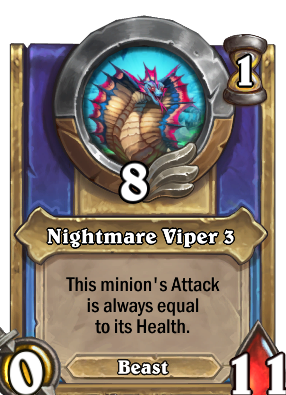 1
8
Nightmare Viper 3
This minion's Attack
is always equal
to its Health.
Beast
0
11